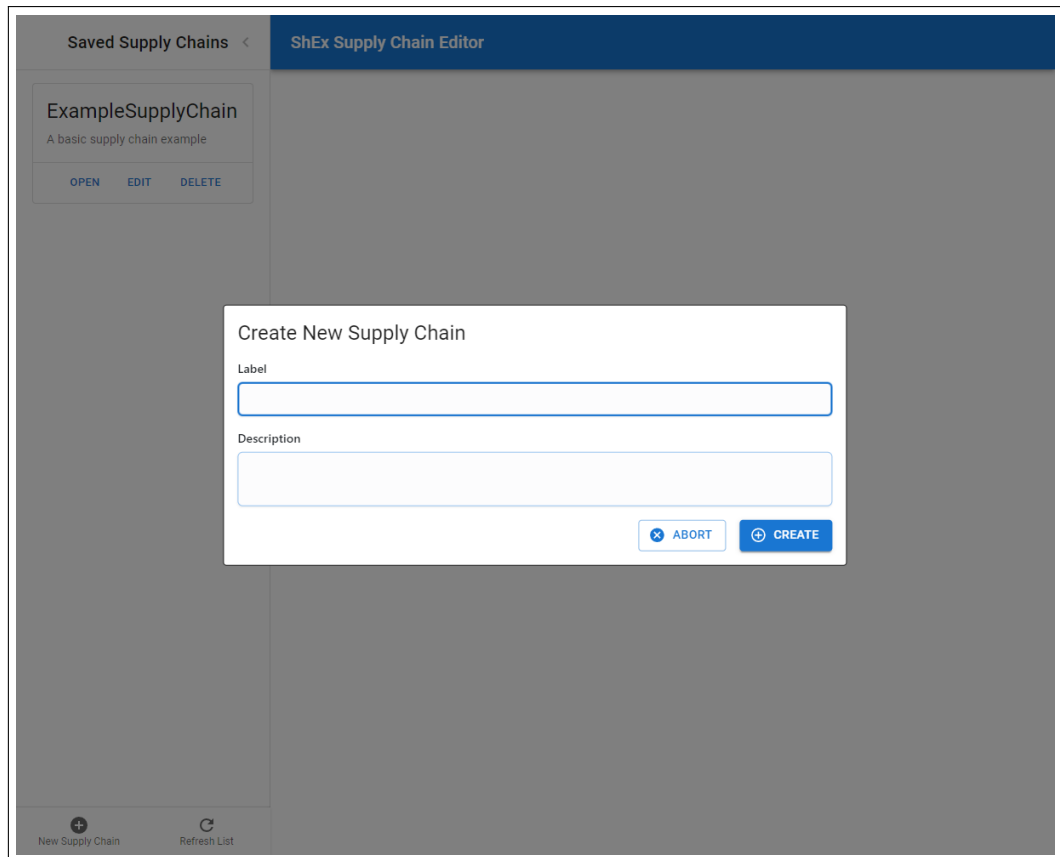 Saved Supply Chains
ShEx Supply Chain Editor
ExampleSupplyChain
A basic supply chain example
OPEN EDIT DELETE
Create New Supply Chain
Label
Description
ABORT CREATE
New Supply Chain Refresh List